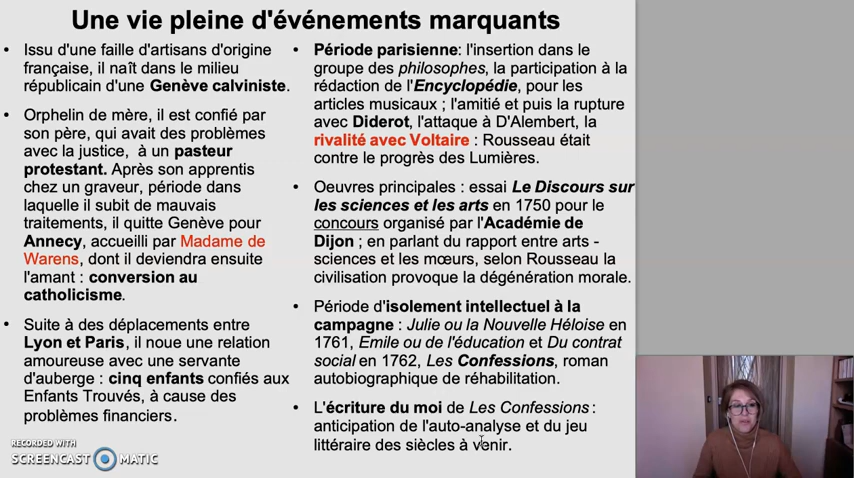 Une vie pleine d'événements marquants
• Issu d'une faille d'artisans d'origine
française, il naît dans le milieu
républicain d'une Genève calviniste.
• Orphelin de mère, il est confié par
son père, qui avait des problèmes
avec la justice, à un pasteur
protestant. Après son apprentis
chez un graveur, période dans
laquelle il subit de mauvais
traitements, il quitte Genève pour
Annecy, accueilli par Madame de
Warens, dont il deviendra ensuite
l'amant : conversion au
catholicisme.
• Suite à des déplacements entre
Lyon et Paris, il noue une relation
amoureuse avec une servante
d'auberge : cinq enfants confiés aux
Enfants Trouvés, à cause des
problèmes financiers.
• Période parisienne: l'insertion dans le
groupe des philosophes, la participation à la
rédaction de l'Encyclopédie, pour les
articles musicaux ; l'amitié et puis la rupture
avec Diderot, l'attaque à D'Alembert, la
rivalité avec Voltaire : Rousseau était
contre le progrès des Lumières.
• Oeuvres principales : essai Le Discours sur
les sciences et les arts en 1750 pour le
concours organisé par l'Académie de
Dijon ; en parlant du rapport entre arts -
sciences et les mœurs, selon Rousseau la
civilisation provoque la dégénération morale.
• Période d'isolement intellectuel à la
campagne : Julie ou la Nouvelle Héloise en
1761, Emile ou de l'éducation et Du contrat
social en 1762, Les Confessions, roman
autobiographique de réhabilitation.
• L'écriture du moi de Les Confessions :
anticipation de l'auto-analyse et du jeu
littéraire des siècles à venir.
RECORDED WITH
SCREENCAST MATIC